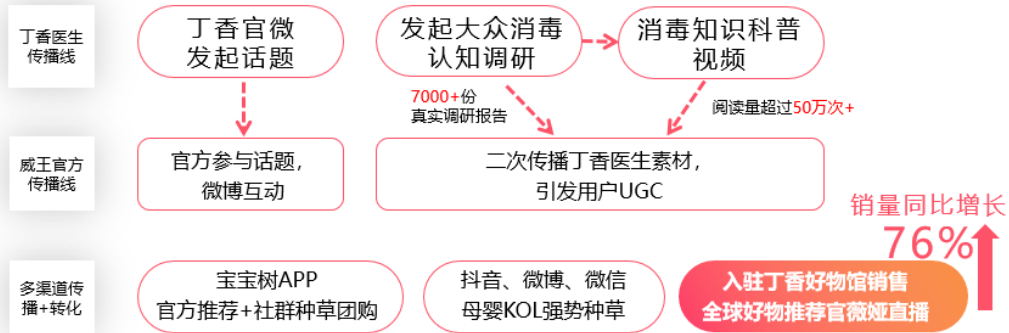 丁香医生
传播线
丁香官微
发起话题
发起大众消毒
认知调研
消毒知识科普
视频
7000+份
真实调研报告
阅读量超过50万次+
威王官方
传播线
官方参与话题，
微博互动
二次传播丁香医生素材，
引发用户UGC
销量同比增长
76%
多渠道传
播+转化
宝宝树APP
官方推荐+社群种草团购
抖音、微博、微信
母婴KOL强势种草
入驻丁香好物馆销售
全球好物推荐官薇娅直播